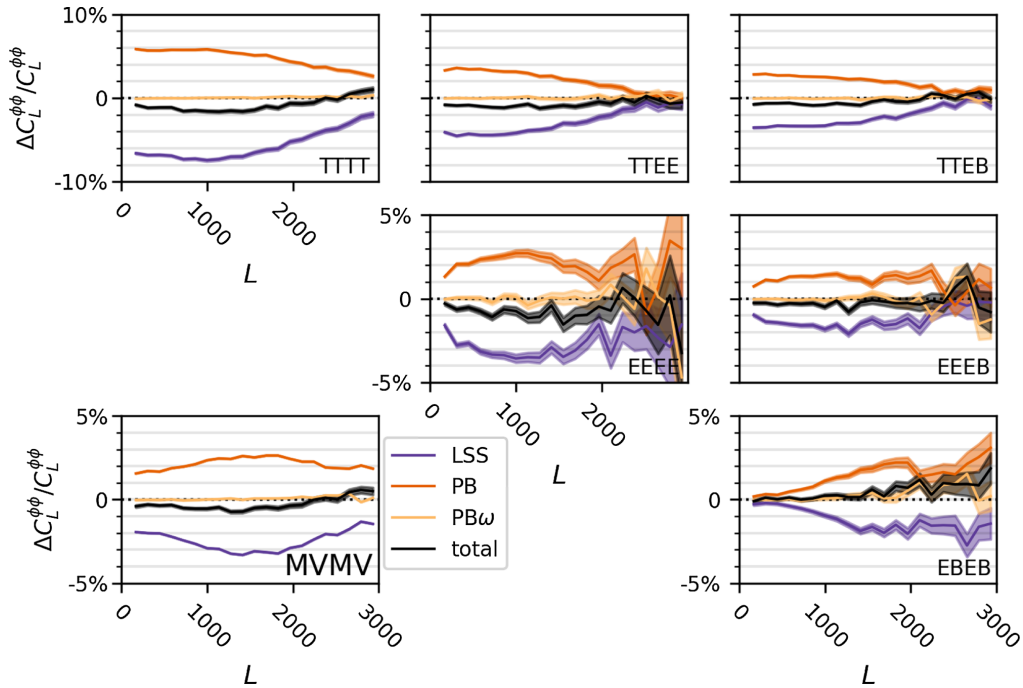 10%
0
-10%
ΔC_L^{ϕϕ}/C_L^{ϕϕ}
TTTT
TTEE
TTEB
0
1000
2000
L
5%
0
-5%
EEEE
EEEB
0
1000
2000
L
5%
0
-5%
ΔC_L^{ϕϕ}/C_L^{ϕϕ}
MVMV
LSS
PB
PBω
total
5%
0
-5%
EBEB
0
1000
2000
3000
L
0
1000
2000
3000
L